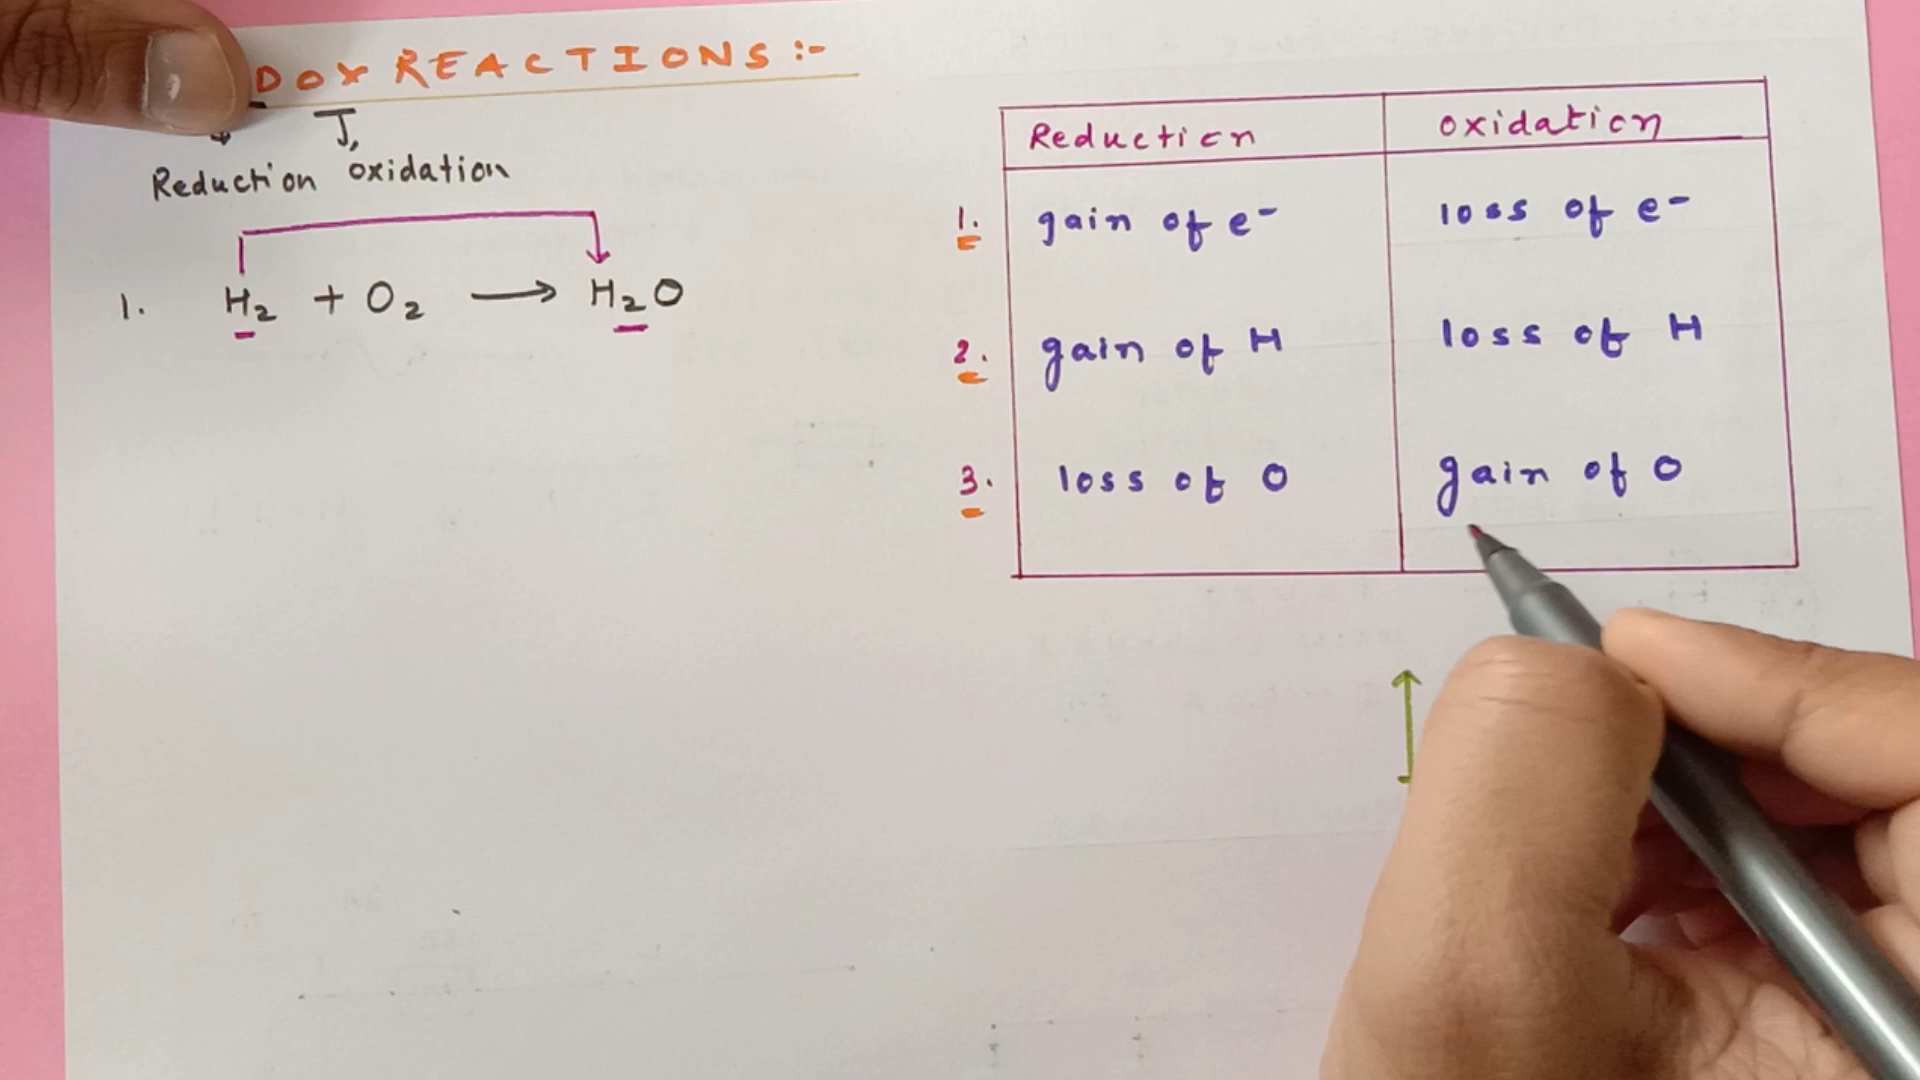 DOX REACTIONS :-
Reduction oxidation
1. H₂ + O₂ → H₂O
Reduction oxidation
1. gain of e⁻ loss of e⁻
2. gain of H loss of H
3. loss of O gain of O